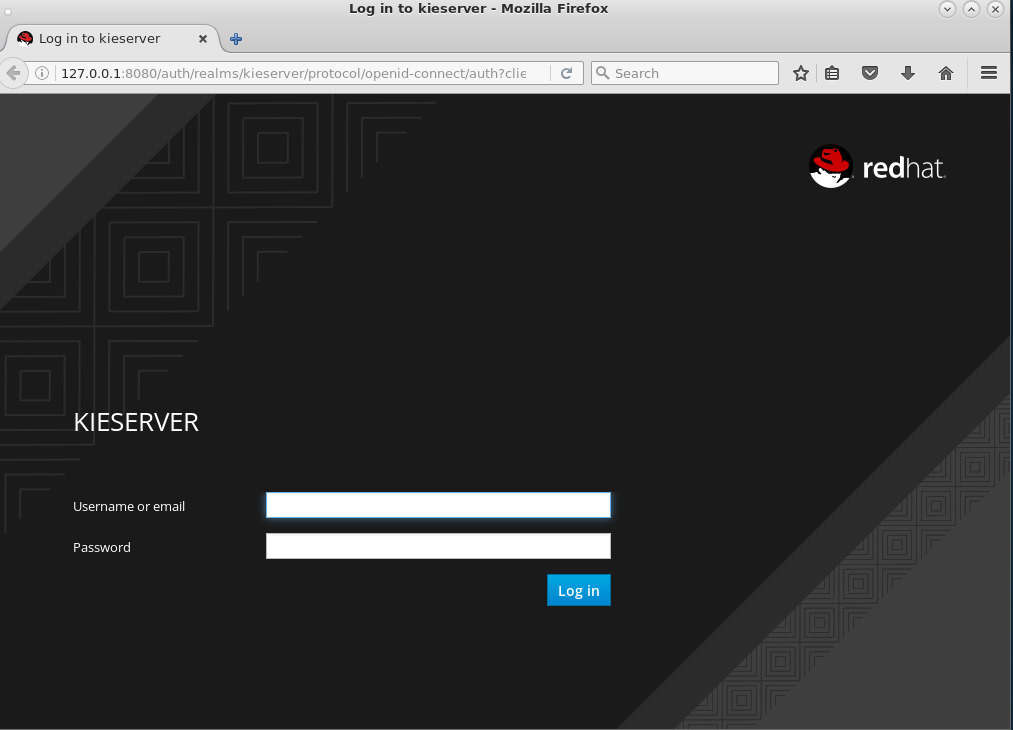 Log in to kieserver - Mozilla Firefox
Log in to kieserver
127.0.0.1:8080/auth/realms/kieserver/protocol/openid-connect/auth?clie
Search
redhat.
KIESERVER
Username or email
Password
Log in